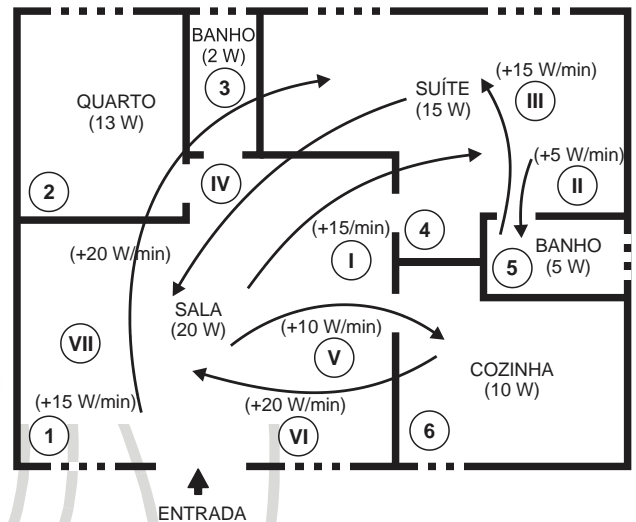 BANHO
(2 W)
3
QUARTO
(13 W)
SUÍTE
(15 W)
(+15 W/min)
III
2
IV
(+5 W/min)
II
(+20 W/min)
(+15/min)
I
4
5
BANHO
(5 W)
SALA
(20 W)
VII
(+10 W/min)
V
COZINHA
(10 W)
(+15 W/min)
1
(+20 W/min)
VI
6
ENTRADA